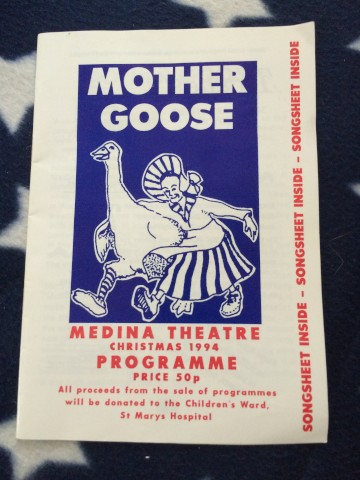 MOTHER
GOOSE
MEDINA THEATRE
CHRISTMAS 1994
PROGRAMME
PRICE 50p
All proceeds from the sale of programmes
will be donated to the Children's Ward,
St Marys Hospital
SONGSHEET INSIDE – SONGSHEET INSIDE – SONGSHEET INSIDE